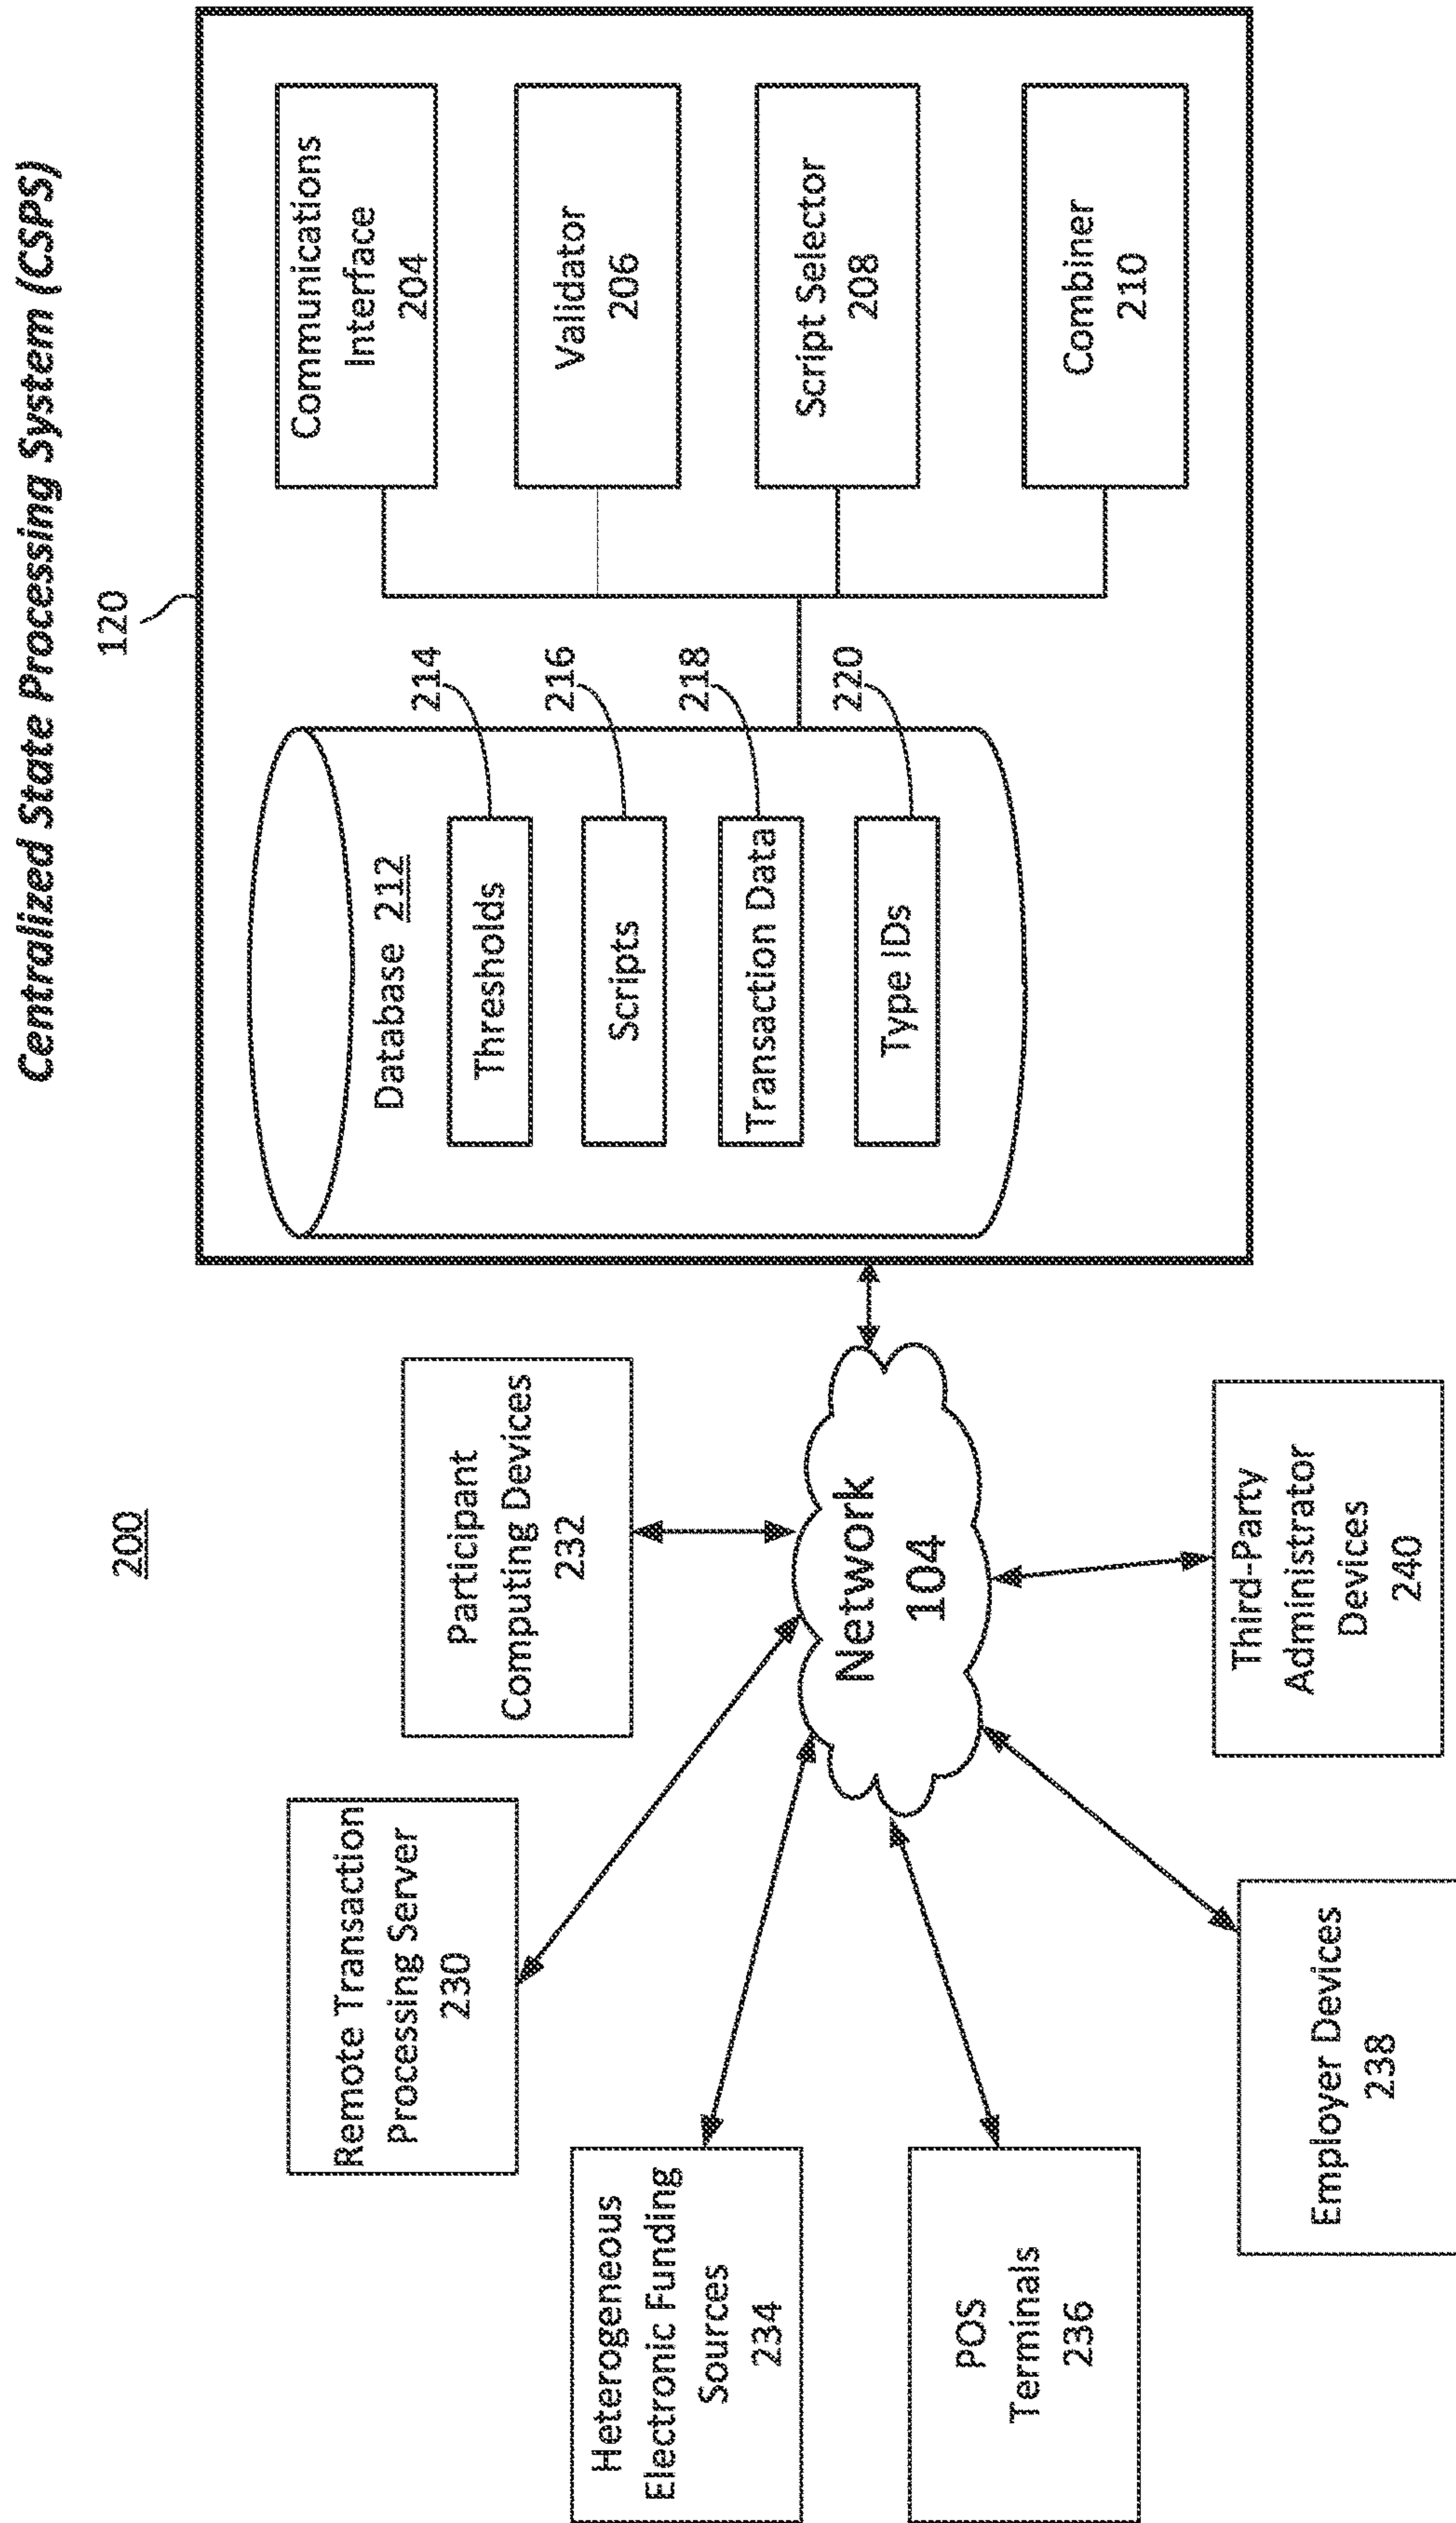 200
Centralized State Processing System (CSPS)
120
Remote Transaction
Processing Server
230
Participant
Computing Devices
232
Heterogeneous
Electronic Funding
Sources
234
Network
104
POS
Terminals
236
Employer Devices
238
Third-Party
Administrator
Devices
240
Database 212
Thresholds
214
Scripts
216
Transaction Data
218
Type IDs
220
Communications
Interface
204
Validator
206
Script Selector
208
Combiner
210